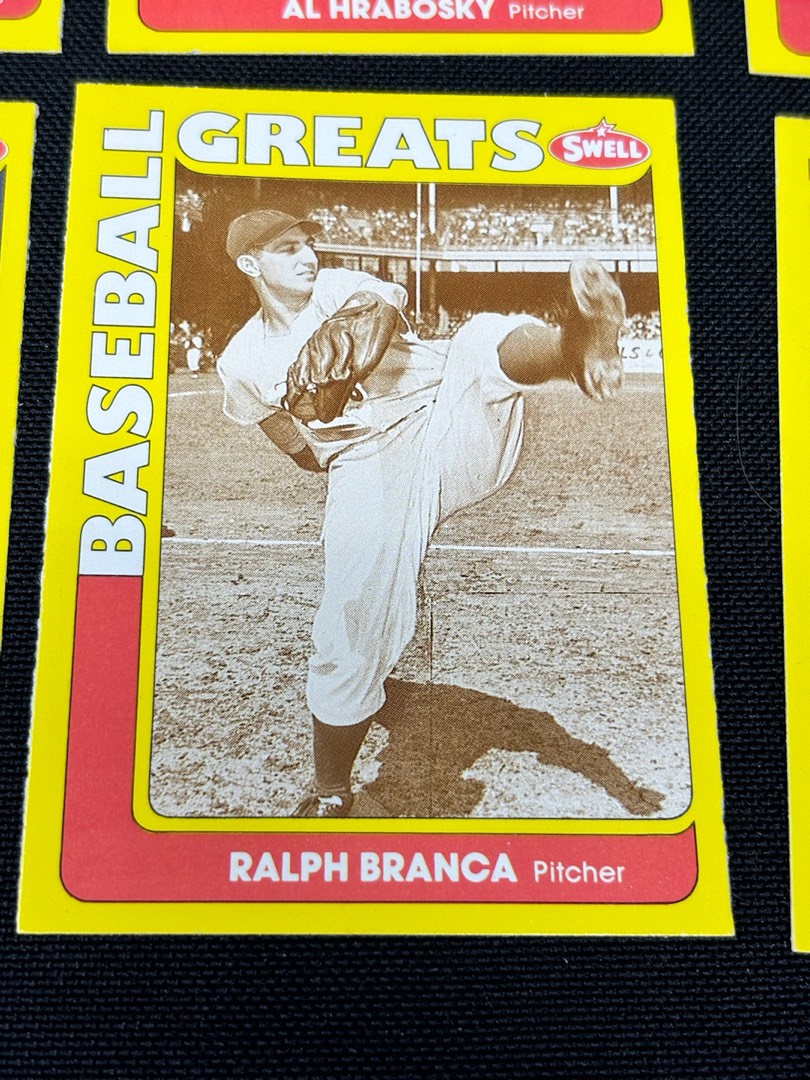 AL HRABOSKY Pitcher
BASEBALL
GREATS
SWELL
RALPH BRANCA Pitcher